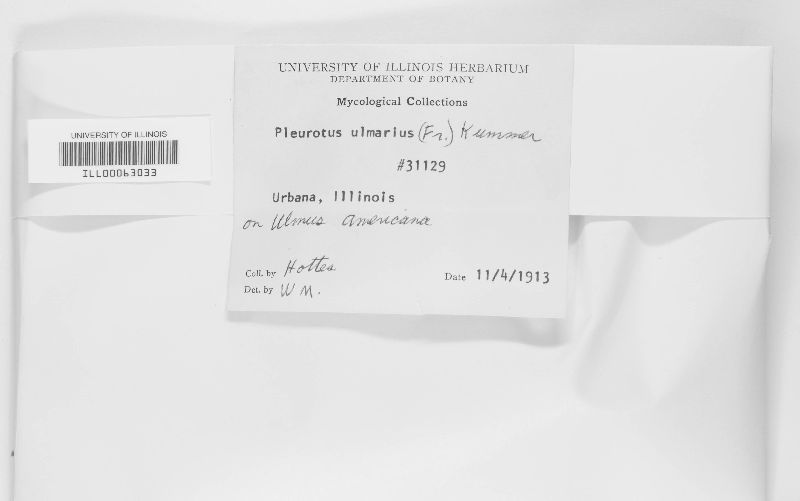 UNIVERSITY OF ILLINOIS HERBARIUM
DEPARTMENT OF BOTANY
Mycological Collections
Pleurotus ulmarius (Fr.) Kummer
#31129
Urbana, Illinois
on Ulmus americana
Coll. by Hottes
Date 11/4/1913
Det. by W M.
UNIVERSITY OF ILLINOIS
ILL00063033